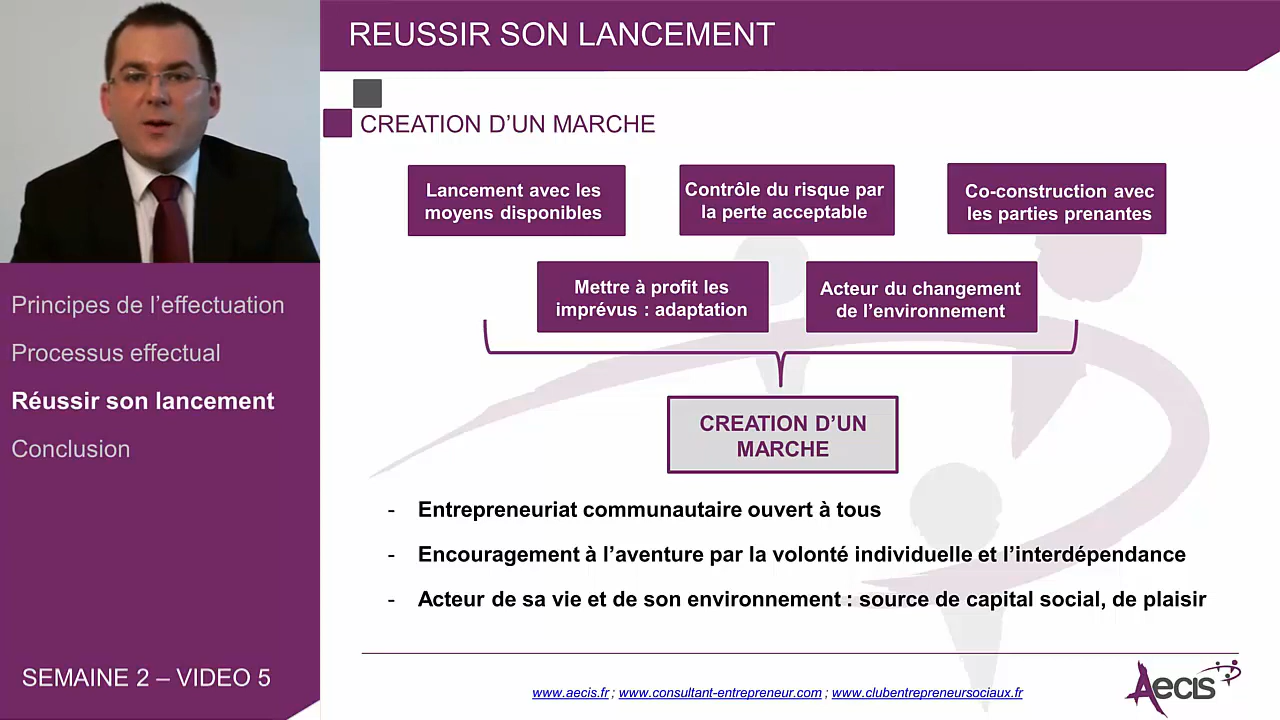 REUSSIR SON LANCEMENT
CREATION D'UN MARCHE
Lancement avec les
moyens disponibles
Contrôle du risque par
la perte acceptable
Co-construction avec
les parties prenantes
Mettre à profit les
imprévus : adaptation
Acteur du changement
de l'environnement
CREATION D'UN
MARCHE
- Entrepreneuriat communautaire ouvert à tous
- Encouragement à l'aventure par la volonté individuelle et l'interdépendance
- Acteur de sa vie et de son environnement : source de capital social, de plaisir
Principes de l'effectuation
Processus effectual
Réussir son lancement
Conclusion
SEMAINE 2 – VIDEO 5
www.aecis.fr ; www.consultant-entrepreneur.com ; www.clubentrepreneursociaux.fr
Aecis